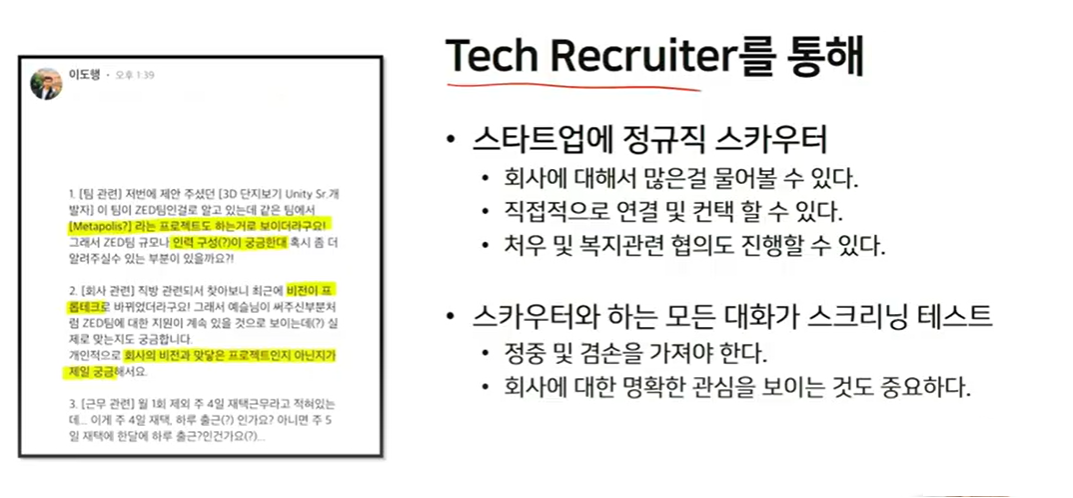 이도행 · 오후 1:39
1. [팀 관련] 저번에 제안 주셨던 [3D 단지보기 Unity Sr.개
발자] 이 팀이 ZED팀인걸로 알고 있는데 같은 팀에서
[Metapolis?] 라는 프로젝트도 하는거로 보이더라구요!
그래서 ZED팀 규모나 인력 구성(?)이 궁금한대 혹시 좀 더
알려주실수 있는 부분이 있을까요?!
2. [회사 관련] 직방 관련되서 찾아보니 최근에 비전이 프
롭테크로 바뀌었더라구요! 그래서 예슬님이 써주신부분처
럼 ZED팀에 대한 지원이 계속 있을 것으로 보이는데(?) 실
제로 맞는지도 궁금합니다.
개인적으로 회사의 비전과 맞닿은 프로젝트인지 아닌지가
제일 궁금해서요.
3. [근무 관련] 월 1회 제외 주 4일 재택근무라고 적혀있는
데... 이게 주 4일 재택, 하루 출근(?) 인가요? 아니면 주 5
일 재택에 한달에 하루 출근?인건가요(?)...
Tech Recruiter를 통해
• 스타트업에 정규직 스카우터
• 회사에 대해서 많은걸 물어볼 수 있다.
• 직접적으로 연결 및 컨택 할 수 있다.
• 처우 및 복지관련 협의도 진행할 수 있다.
• 스카우터와 하는 모든 대화가 스크리닝 테스트
• 정중 및 겸손을 가져야 한다.
• 회사에 대한 명확한 관심을 보이는 것도 중요하다.